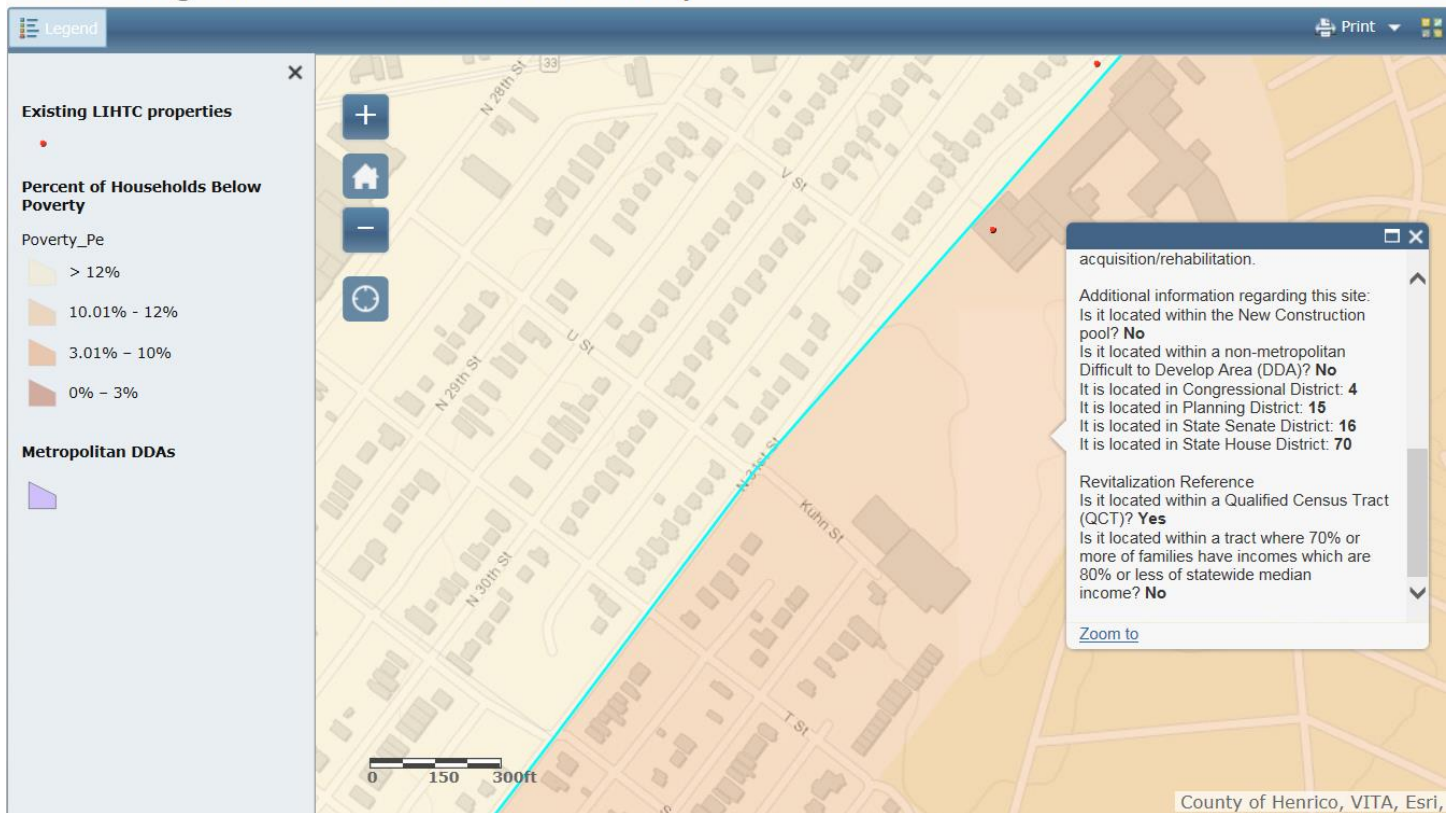 Legend
Print
Existing LIHTC properties
Percent of Households Below
Poverty
Poverty_Pe
> 12%
10.01% - 12%
3.01% – 10%
0% – 3%
Metropolitan DDAs
+
−
33
N 28th St
V St
U St
N 29th St
N 31st St
Kuhn St
N 30th St
T St
0 150 300ft
acquisition/rehabilitation.
Additional information regarding this site:
Is it located within the New Construction
pool? No
Is it located within a non-metropolitan
Difficult to Develop Area (DDA)? No
It is located in Congressional District: 4
It is located in Planning District: 15
It is located in State Senate District: 16
It is located in State House District: 70
Revitalization Reference
Is it located within a Qualified Census Tract
(QCT)? Yes
Is it located within a tract where 70% or
more of families have incomes which are
80% or less of statewide median
income? No
Zoom to
County of Henrico, VITA, Esri,